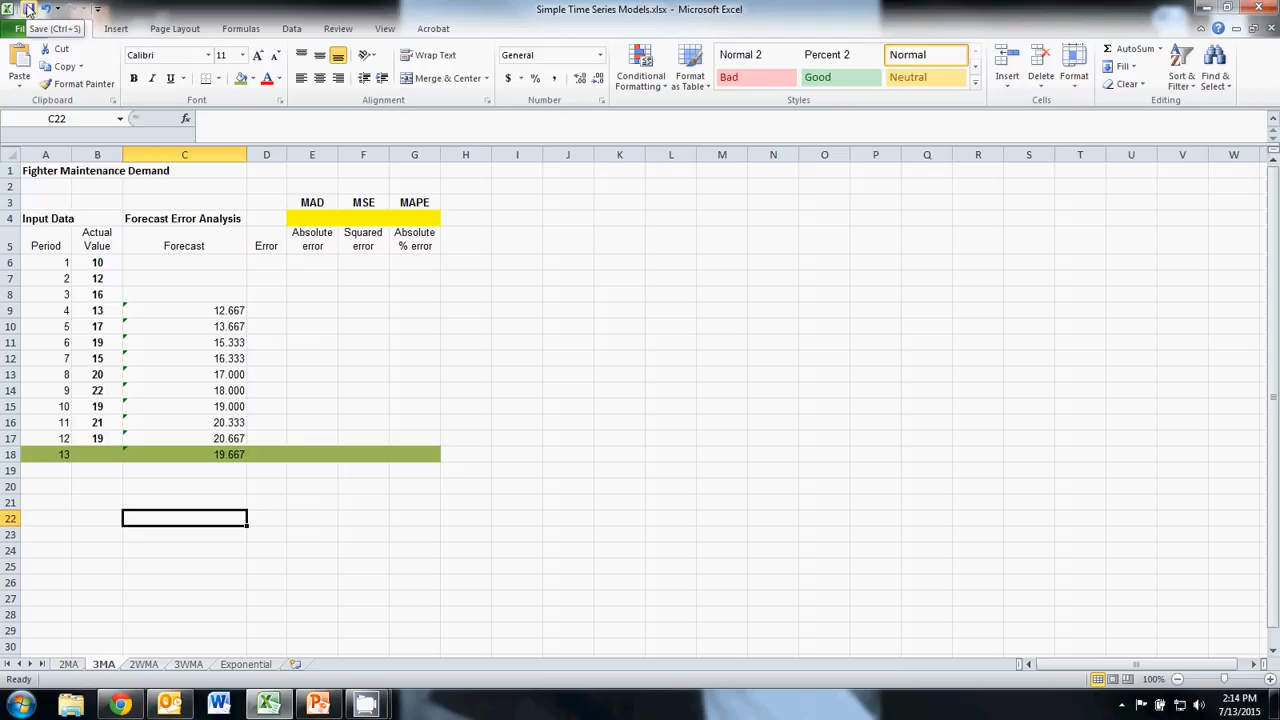 Simple Time Series Models.xlsx - Microsoft Excel
Save (Ctrl+S)
Insert Page Layout Formulas Data Review View Acrobat
Paste Cut Copy Format Painter
Calibri 11
Wrap Text
Merge & Center
General
$ % ,
Conditional Formatting Format as Table
Normal 2 Percent 2 Normal
Bad Good Neutral
Insert Delete Format
AutoSum Fill Clear
Sort & Filter Find & Select
Clipboard Font Alignment Number Styles Cells Editing
C22 fx
A B C D E F G H I J K L M N O P Q R S T U V W
1 Fighter Maintenance Demand
2
3 MAD MSE MAPE
4 Input Data Forecast Error Analysis
5 Period Actual Value Forecast Error Absolute error Squared error Absolute % error
6 1 10
7 2 12
8 3 16
9 4 13 12.667
10 5 17 13.667
11 6 19 15.333
12 7 15 16.333
13 8 20 17.000
14 9 22 18.000
15 10 19 19.000
16 11 21 20.333
17 12 19 20.667
18 13 19.667
19
20
21
22
23
24
25
26
27
28
29
30
2MA 3MA 2WMA 3WMA Exponential
Ready 100%
2:14 PM
7/13/2015